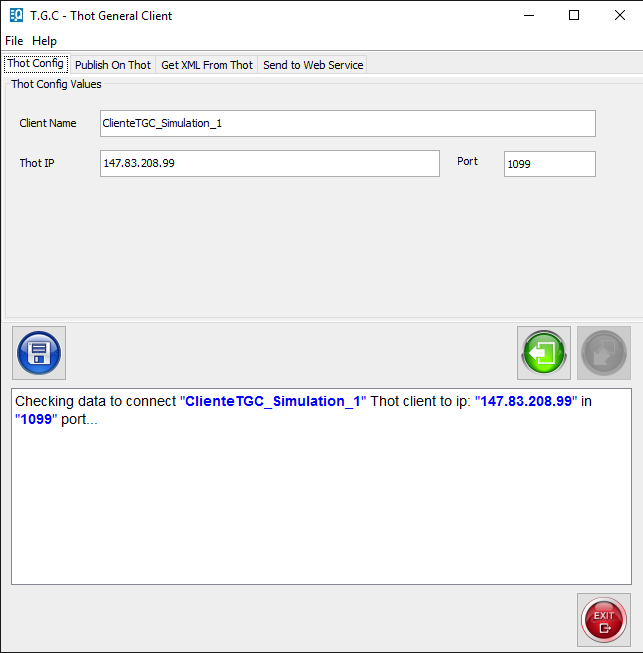 T.G.C - Thot General Client
File Help
Thot Config Publish On Thot Get XML From Thot Send to Web Service
Thot Config Values
Client Name ClienteTGC_Simulation_1
Thot IP 147.83.208.99 Port 1099
Checking data to connect "ClienteTGC_Simulation_1" Thot client to ip: "147.83.208.99" in
"1099" port...
EXIT